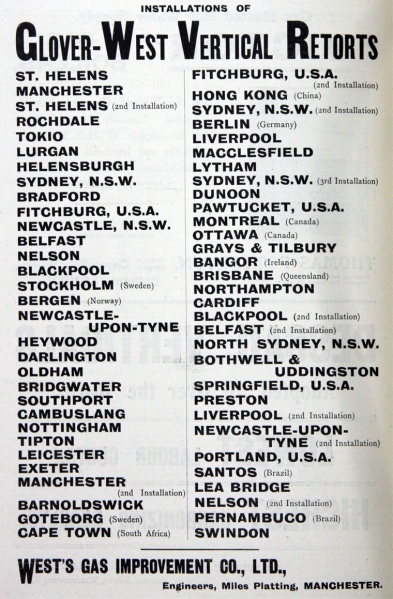 INSTALLATIONS OF
GLOVER-WEST VERTICAL RETORTS
ST. HELENS
MANCHESTER
ST. HELENS (2nd Installation)
ROCHDALE
TOKIO
LURGAN
HELENSBURGH
SYDNEY, N.S.W.
BRADFORD
FITCHBURG, U.S.A.
NEWCASTLE, N.S.W.
BELFAST
NELSON
BLACKPOOL
STOCKHOLM (Sweden)
BERGEN (Norway)
NEWCASTLE-
UPON-TYNE
HEYWOOD
DARLINGTON
OLDHAM
BRIDGWATER
SOUTHPORT
CAMBUSLANG
NOTTINGHAM
TIPTON
LEICESTER
EXETER
MANCHESTER
(2nd Installation)
BARNOLDSWICK
GOTEBORG (Sweden)
CAPE TOWN (South Africa)
FITCHBURG, U.S.A.
(2nd Installation)
HONG KONG (China)
SYDNEY, N.S.W. (2nd Installation)
BERLIN (Germany)
LIVERPOOL
MACCLESFIELD
LYTHAM
SYDNEY, N.S.W. (3rd Installation)
DUNOON
PAWTUCKET, U.S.A.
MONTREAL (Canada)
OTTAWA (Canada)
GRAYS & TILBURY
BANGOR (Ireland)
BRISBANE (Queensland)
NORTHAMPTON
CARDIFF
BLACKPOOL (2nd Installation)
BELFAST (2nd Installation)
NORTH SYDNEY, N.S.W.
BOTHWELL &
UDDINGSTON
SPRINGFIELD, U.S.A.
PRESTON
LIVERPOOL (2nd Installation)
NEWCASTLE-UPON-
TYNE (2nd Installation)
PORTLAND, U.S.A.
SANTOS (Brazil)
LEA BRIDGE
NELSON (2nd Installation)
PERNAMBUCO (Brazil)
SWINDON
WEST'S GAS IMPROVEMENT CO., LTD.,
Engineers, Miles Platting, MANCHESTER.